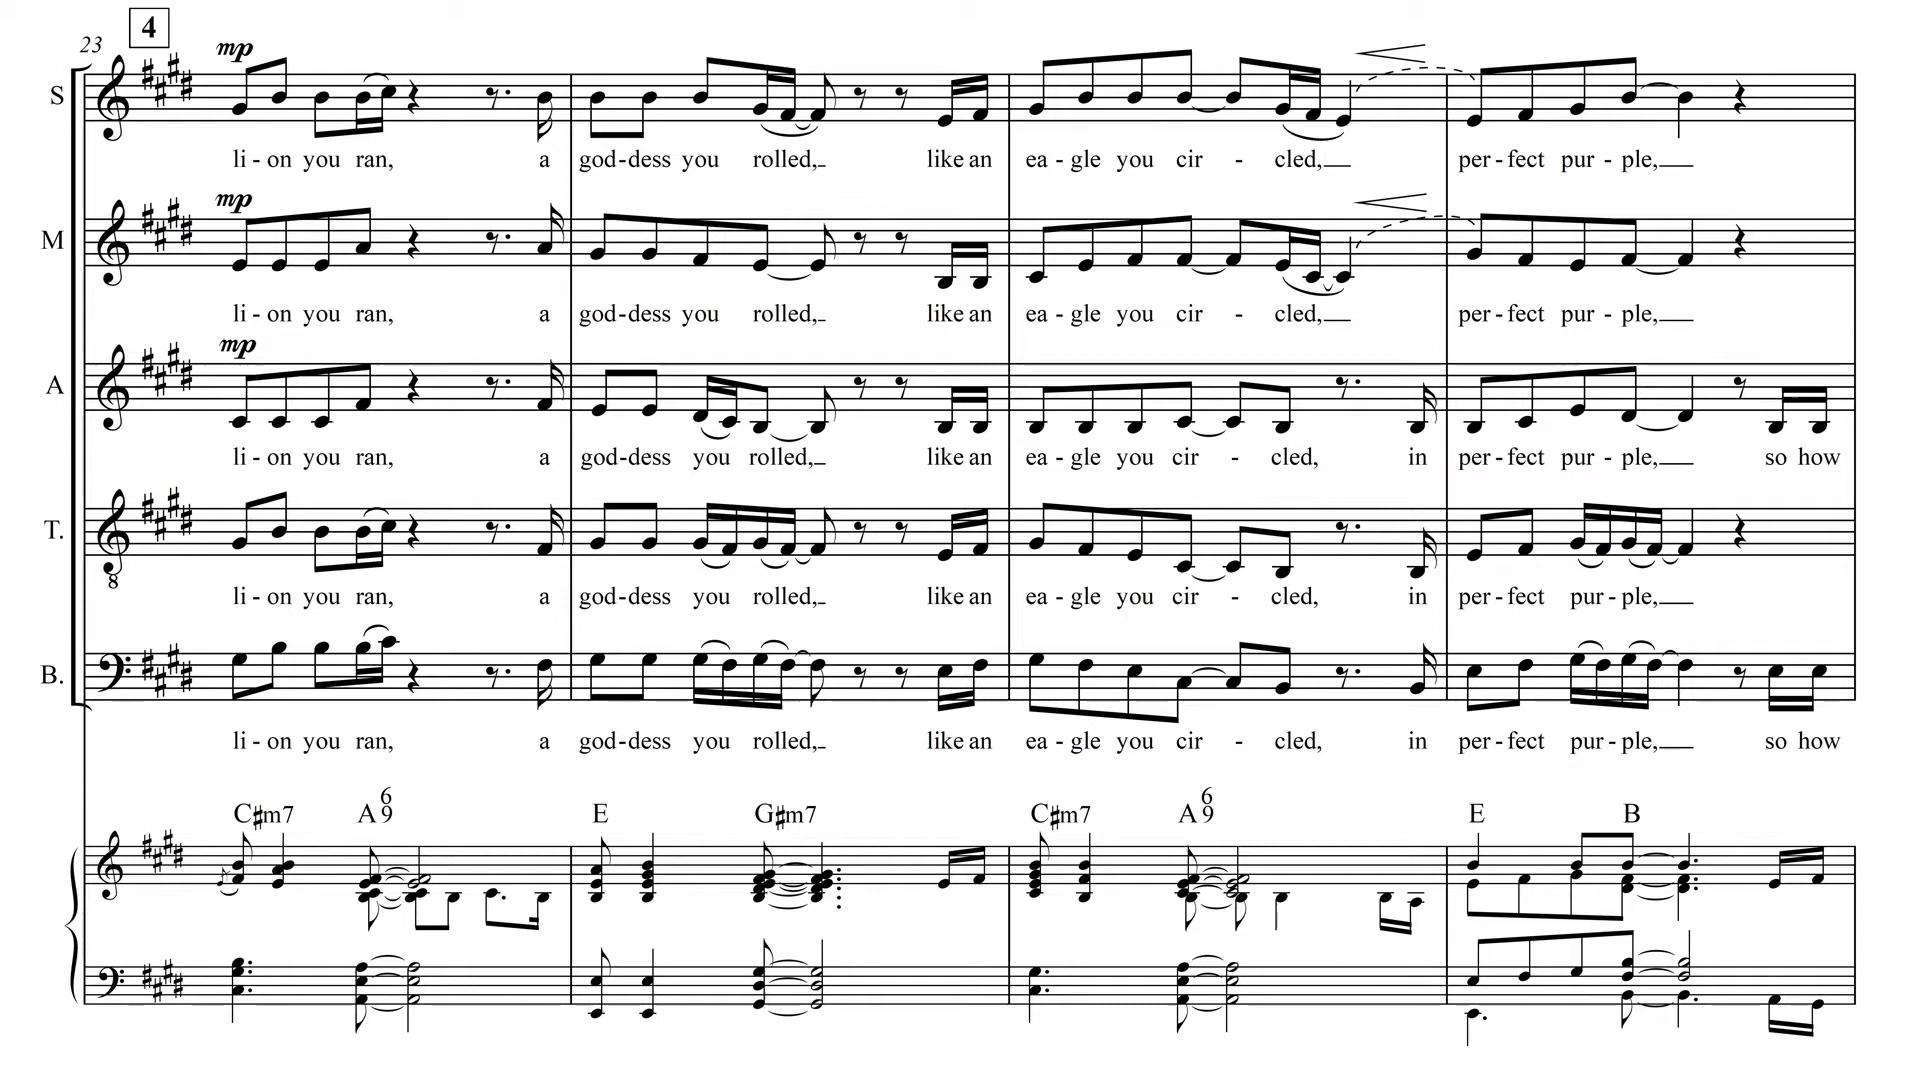 4
23
mp
S
li - on you ran, a god - dess you rolled, like an ea - gle you cir - cled, per - fect pur - ple,
mp
M
li - on you ran, a god - dess you rolled, like an ea - gle you cir - cled, per - fect pur - ple,
mp
A
li - on you ran, a god - dess you rolled, like an ea - gle you cir - cled, in per - fect pur - ple, so how
T.
8
li - on you ran, a god - dess you rolled, like an ea - gle you cir - cled, in per - fect pur - ple,
B.
li - on you ran, a god - dess you rolled, like an ea - gle you cir - cled, in per - fect pur - ple, so how
C♯m7 A 6 9 E G♯m7 C♯m7 A 6 9 E B